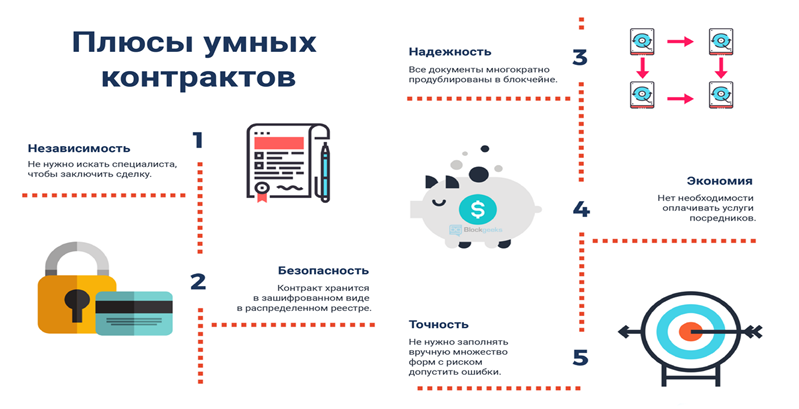 Плюсы умных
контрактов
1
Независимость
Не нужно искать специалиста,
чтобы заключить сделку.
2
Безопасность
Контракт хранится
в зашифрованном виде
в распределенном реестре.
3
Надежность
Все документы многократно
продублированы в блокчейне.
4
Экономия
Нет необходимости
оплачивать услуги
посредников.
$
Blockgeeks
5
Точность
Не нужно заполнять
вручную множество
форм с риском
допустить ошибки.